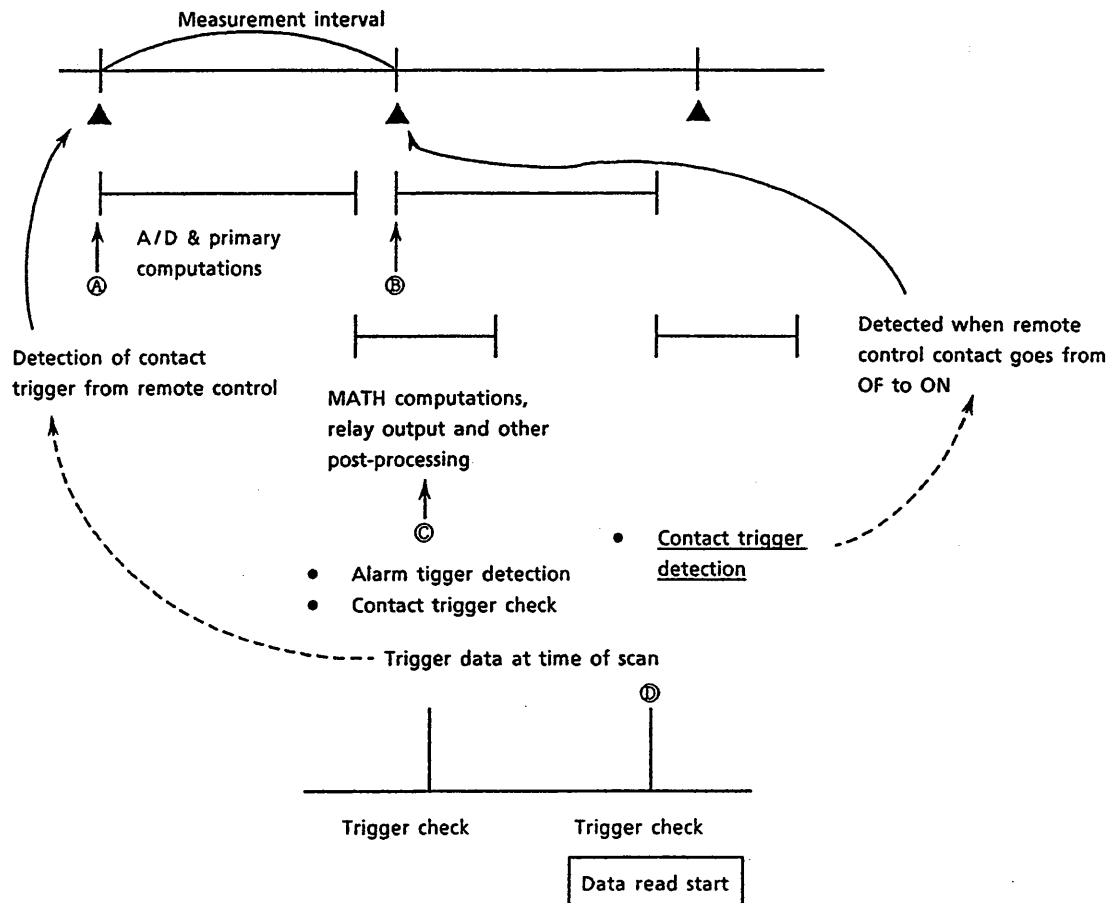 Measurement interval
A/D & primary
computations
Ⓐ
Ⓑ
Detection of contact
trigger from remote control
Detected when remote
control contact goes from
OF to ON
MATH computations,
relay output and other
post-processing
Ⓒ
• Alarm tigger detection
• Contact trigger check
• Contact trigger
detection
Trigger data at time of scan
Ⓓ
Trigger check
Trigger check
Data read start